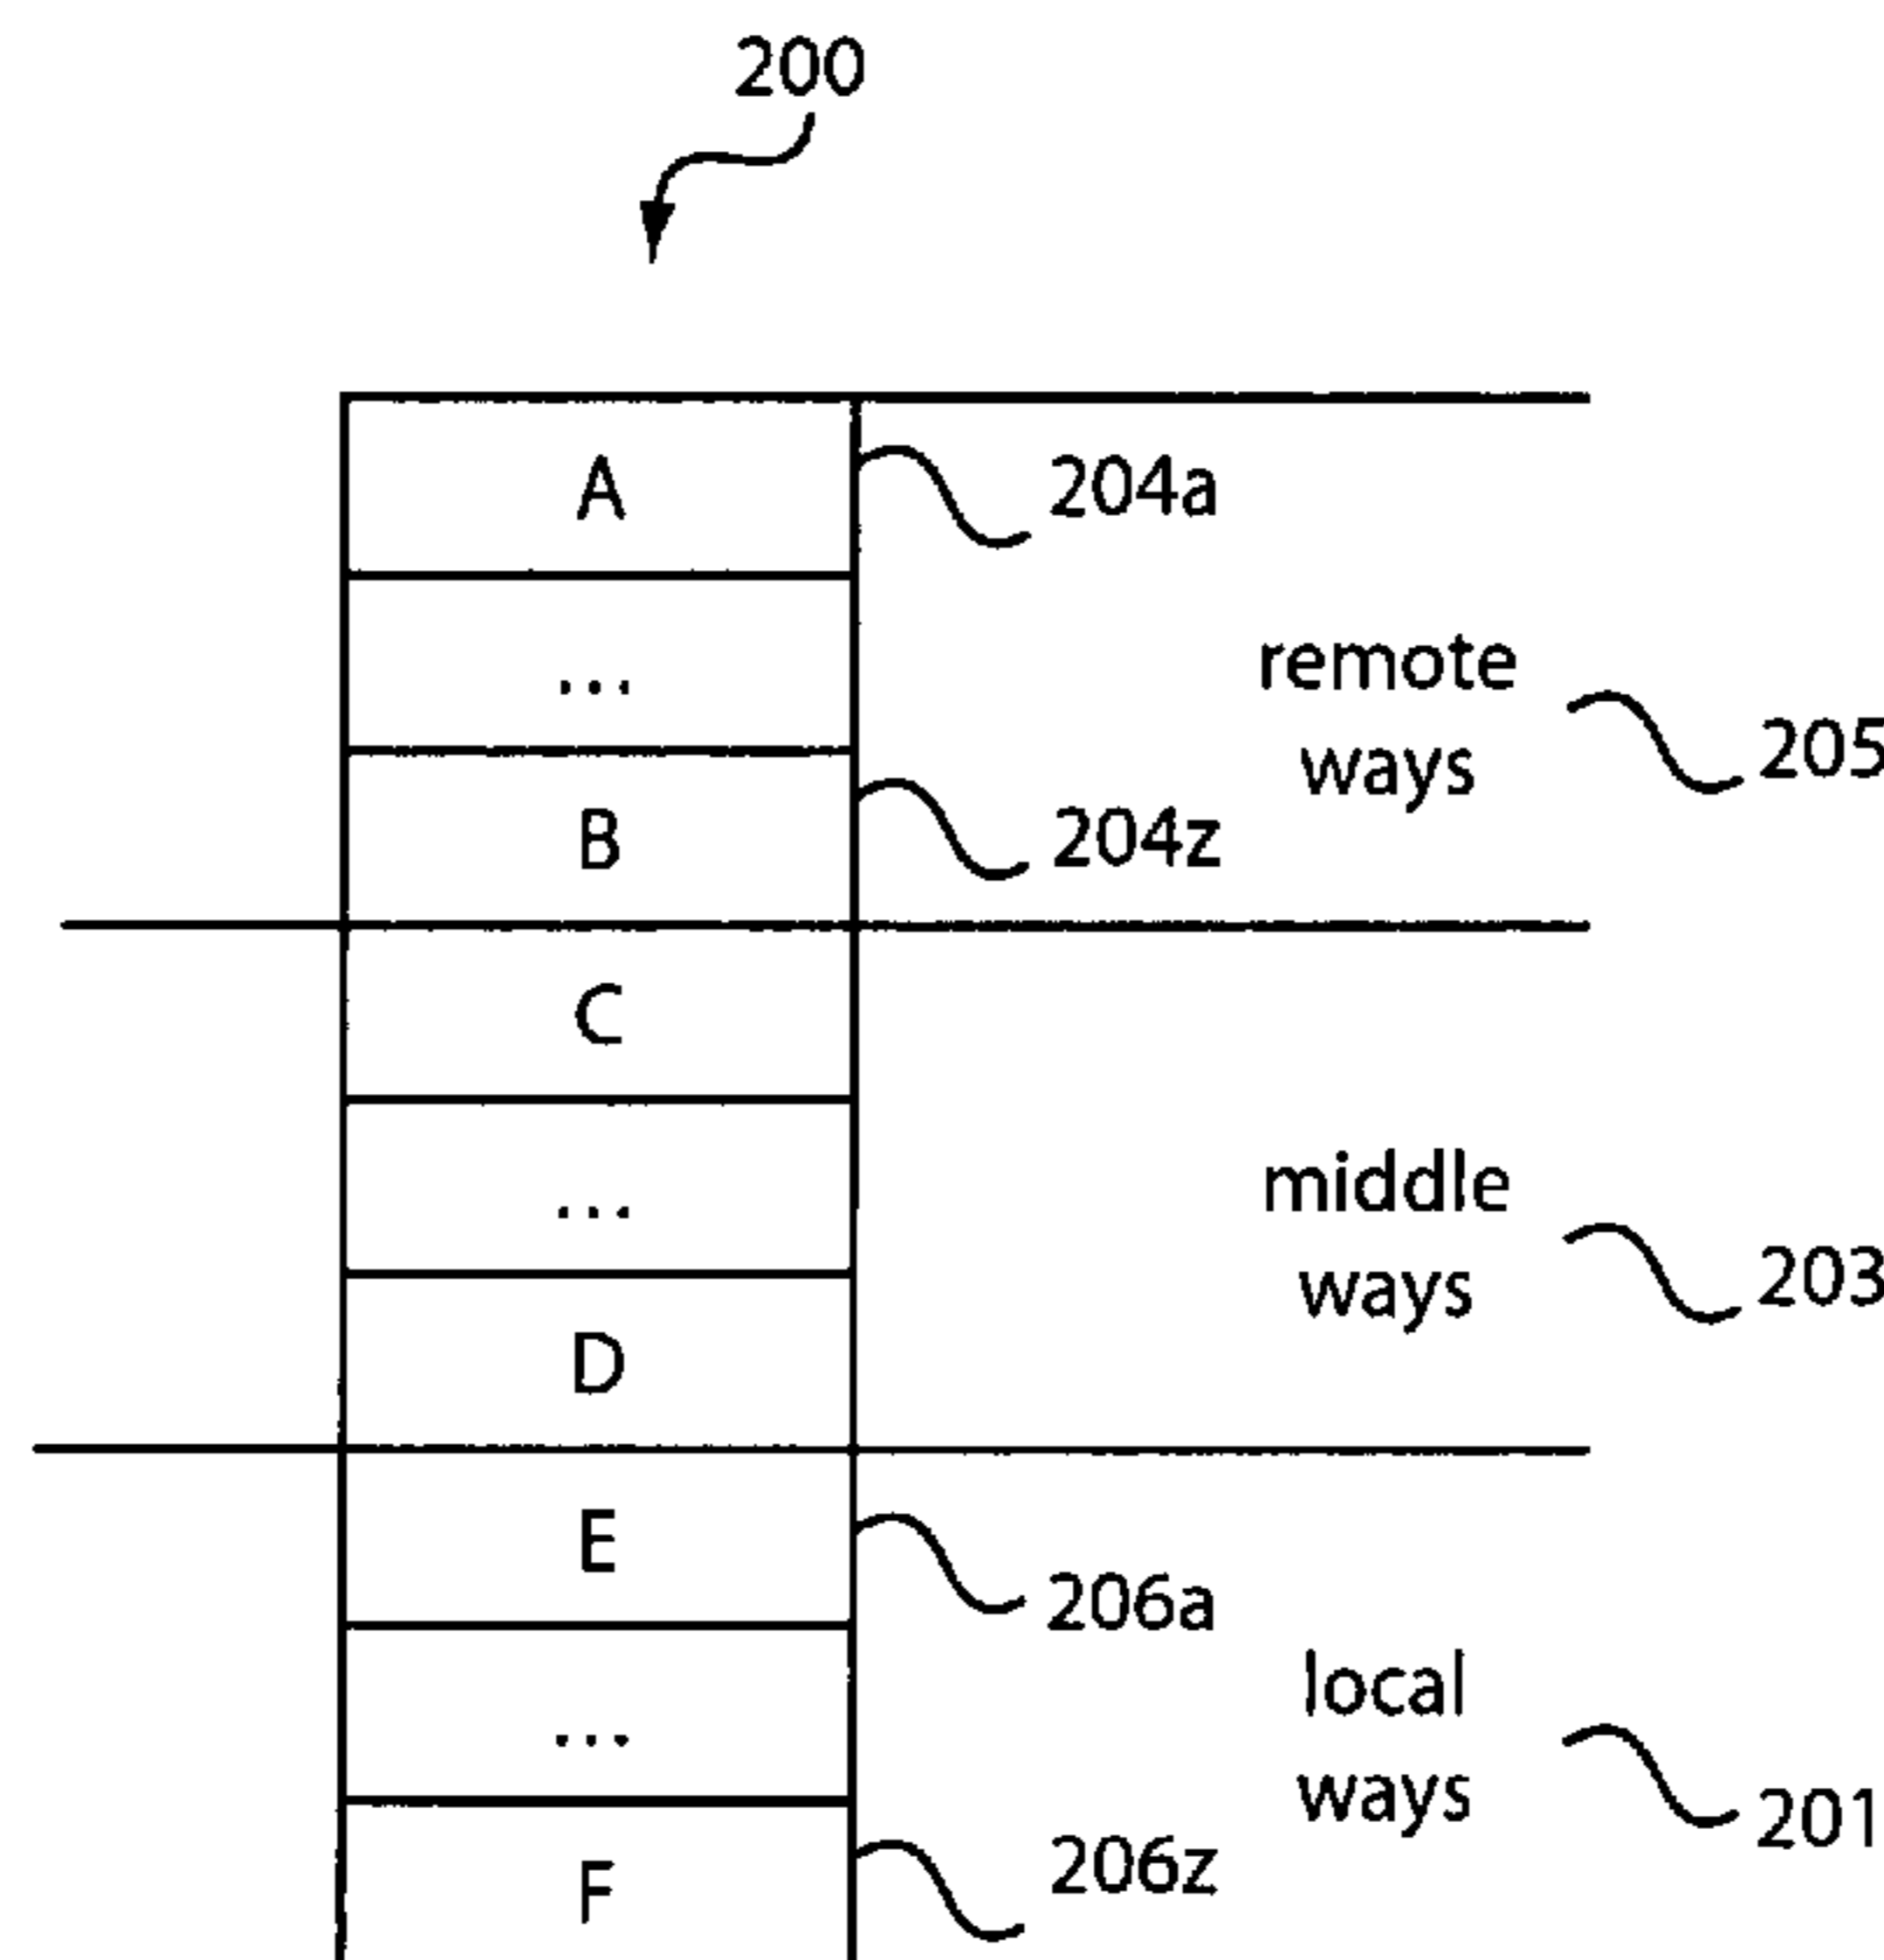 200
A
204a
...
remote
ways
205
B
204z
C
...
middle
ways
203
D
E
206a
...
local
ways
201
F
206z